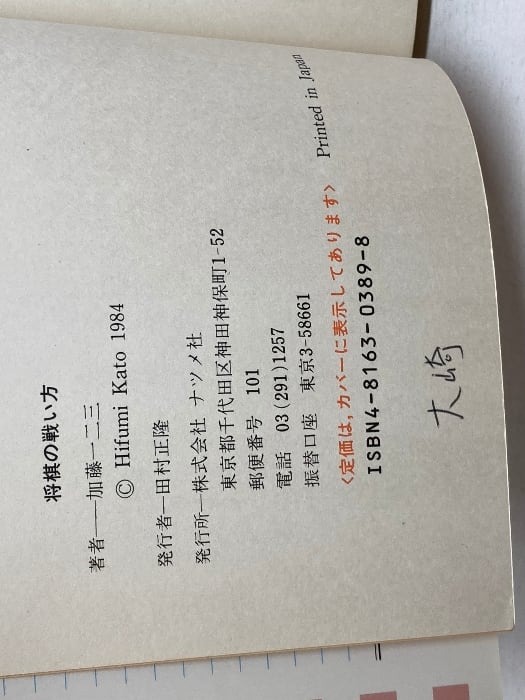 将棋の戦い方
著者──加藤一二三
© Hifumi Kato 1984
発行者─田村正隆
発行所─株式会社 ナツメ社
東京都千代田区神田神保町1-52
郵便番号 101
電話 03(291)1257
振替口座 東京3-58661
〈定価は，カバーに表示してあります〉
ISBN4-8163-0389-8
Printed in Japan
大崎